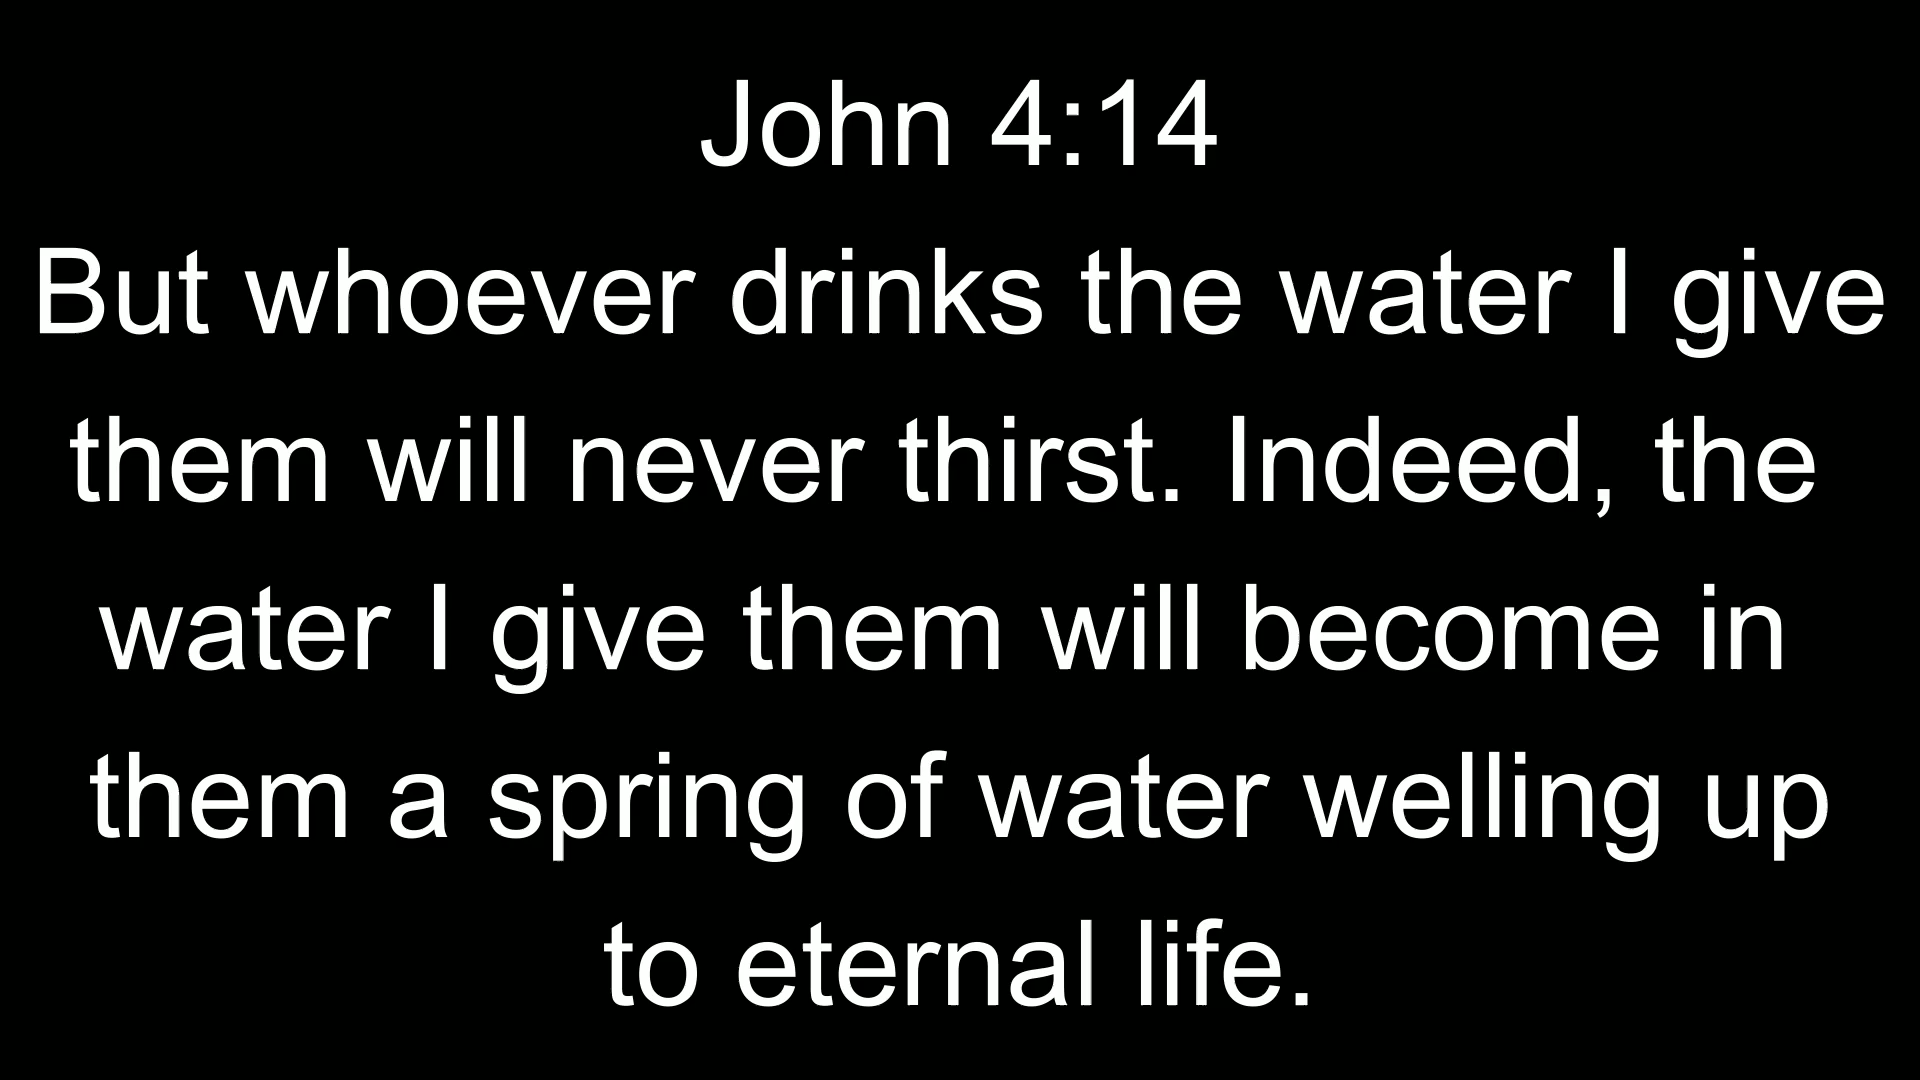 John 4:14
But whoever drinks the water I give
them will never thirst. Indeed, the
water I give them will become in
them a spring of water welling up
to eternal life.